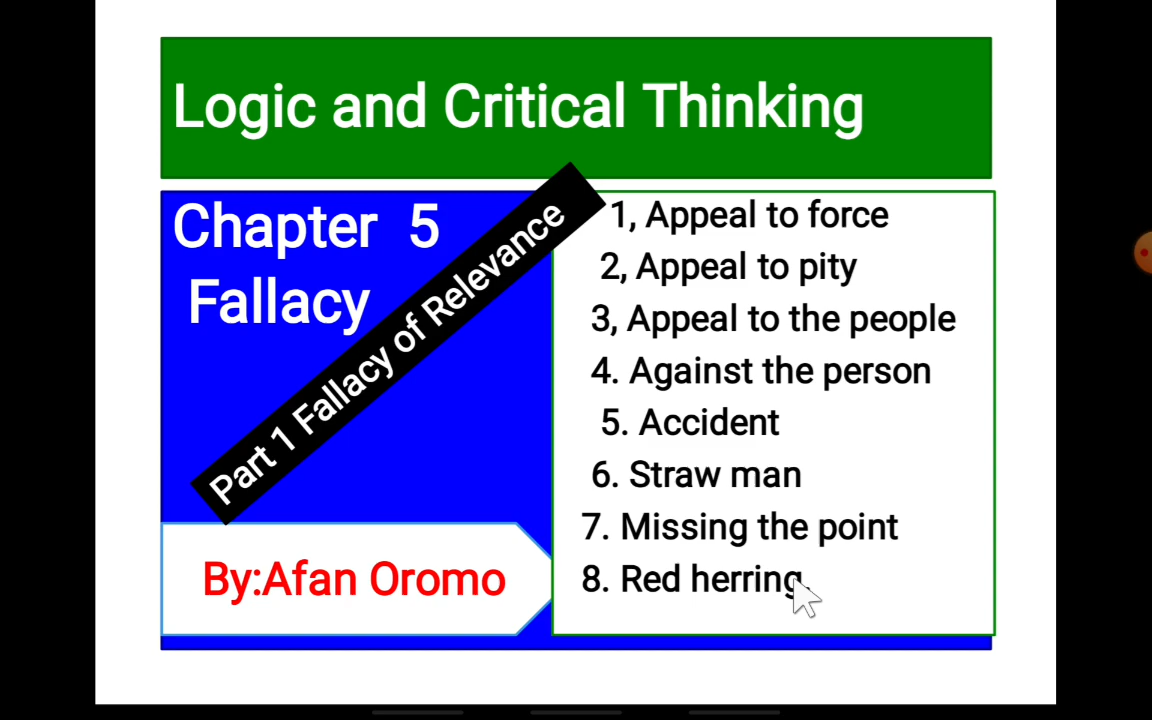 Logic and Critical Thinking
Chapter 5
Fallacy
Part 1 Fallacy of Relevance
By:Afan Oromo
1, Appeal to force
2, Appeal to pity
3, Appeal to the people
4. Against the person
5. Accident
6. Straw man
7. Missing the point
8. Red herring.